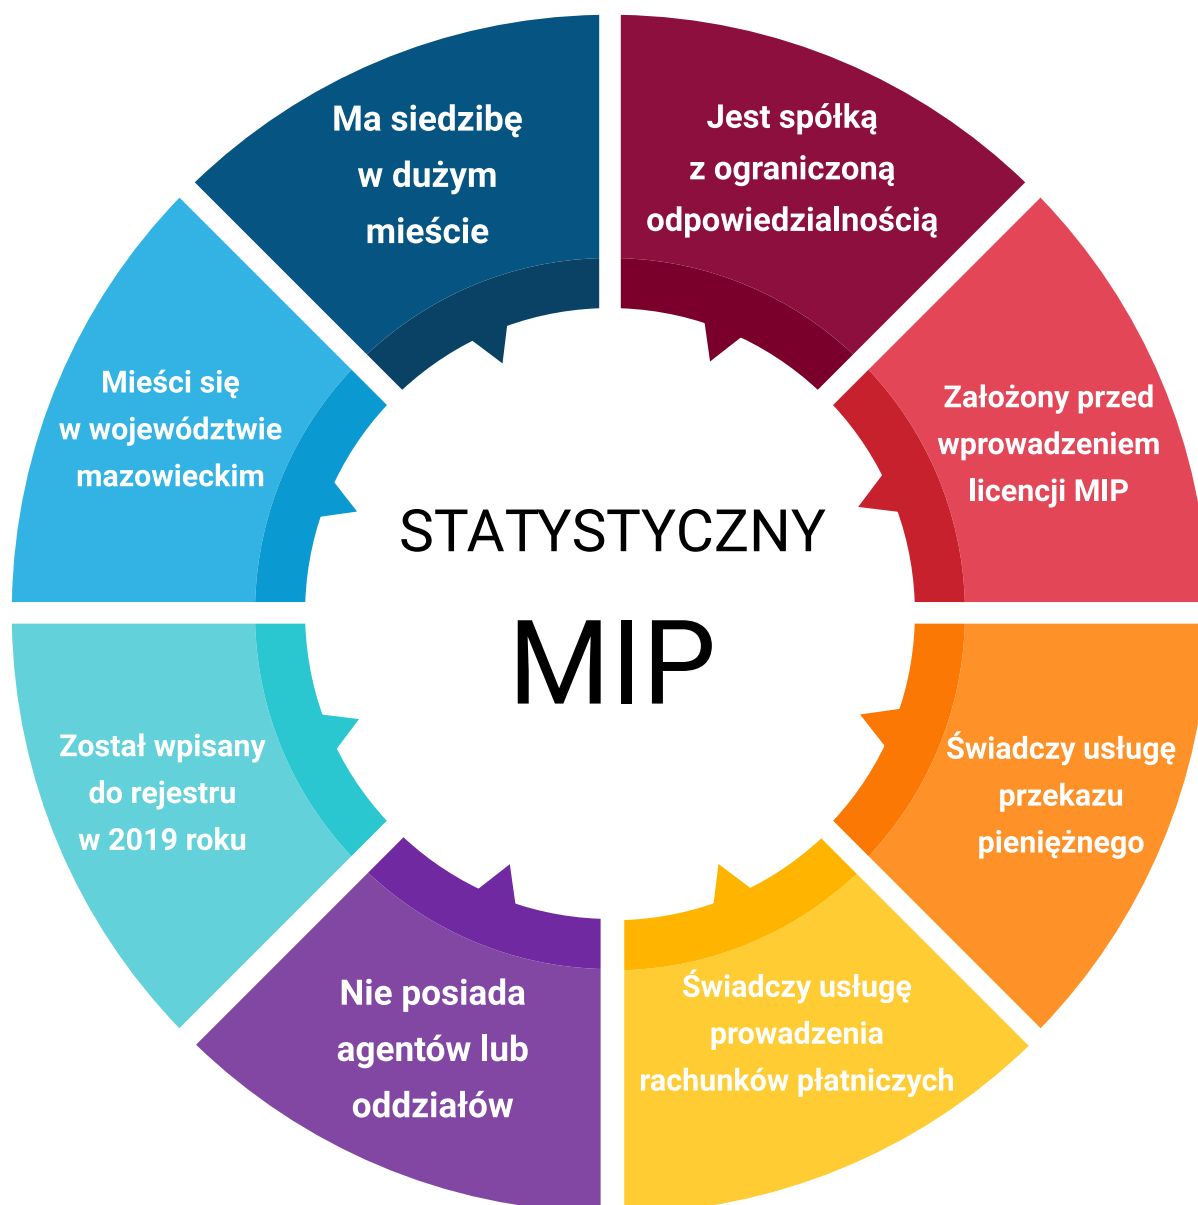 Ma siedzibę
w dużym
mieście
Jest spółką
z ograniczoną
odpowiedzialnością
Mieści się
w województwie
mazowieckim
Założony przed
wprowadzeniem
licencji MIP
STATYSTYCZNY
MIP
Został wpisany
do rejestru
w 2019 roku
Świadczy usługę
przekazu
pieniężnego
Nie posiada
agentów lub
oddziałów
Świadczy usługę
prowadzenia
rachunków płatniczych